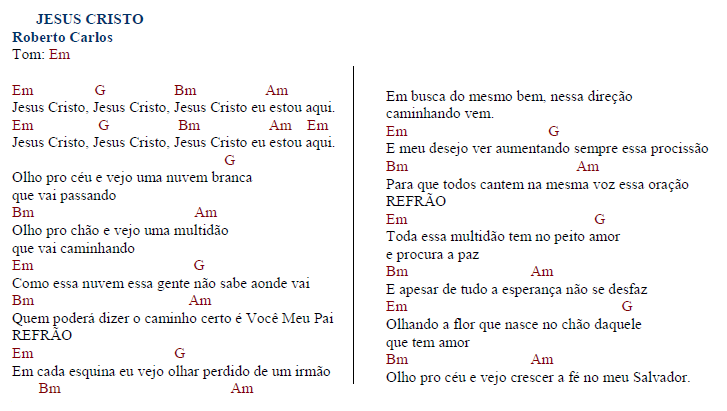 JESUS CRISTO
Roberto Carlos
Tom: Em
Em G Bm Am
Jesus Cristo, Jesus Cristo, Jesus Cristo eu estou aqui.
Em G Bm Am Em
Jesus Cristo, Jesus Cristo, Jesus Cristo eu estou aqui.
G
Olho pro céu e vejo uma nuvem branca
que vai passando
Bm Am
Olho pro chão e vejo uma multidão
que vai caminhando
Em G
Como essa nuvem essa gente não sabe aonde vai
Bm Am
Quem poderá dizer o caminho certo é Você Meu Pai
REFRÃO
Em G
Em cada esquina eu vejo olhar perdido de um irmão
Bm Am
Em busca do mesmo bem, nessa direção
caminhando vem.
Em G
E meu desejo ver aumentando sempre essa procissão
Bm Am
Para que todos cantem na mesma voz essa oração
REFRÃO
Em G
Toda essa multidão tem no peito amor
e procura a paz
Bm Am
E apesar de tudo a esperança não se desfaz
Em G
Olhando a flor que nasce no chão daquele
que tem amor
Bm Am
Olho pro céu e vejo crescer a fé no meu Salvador.